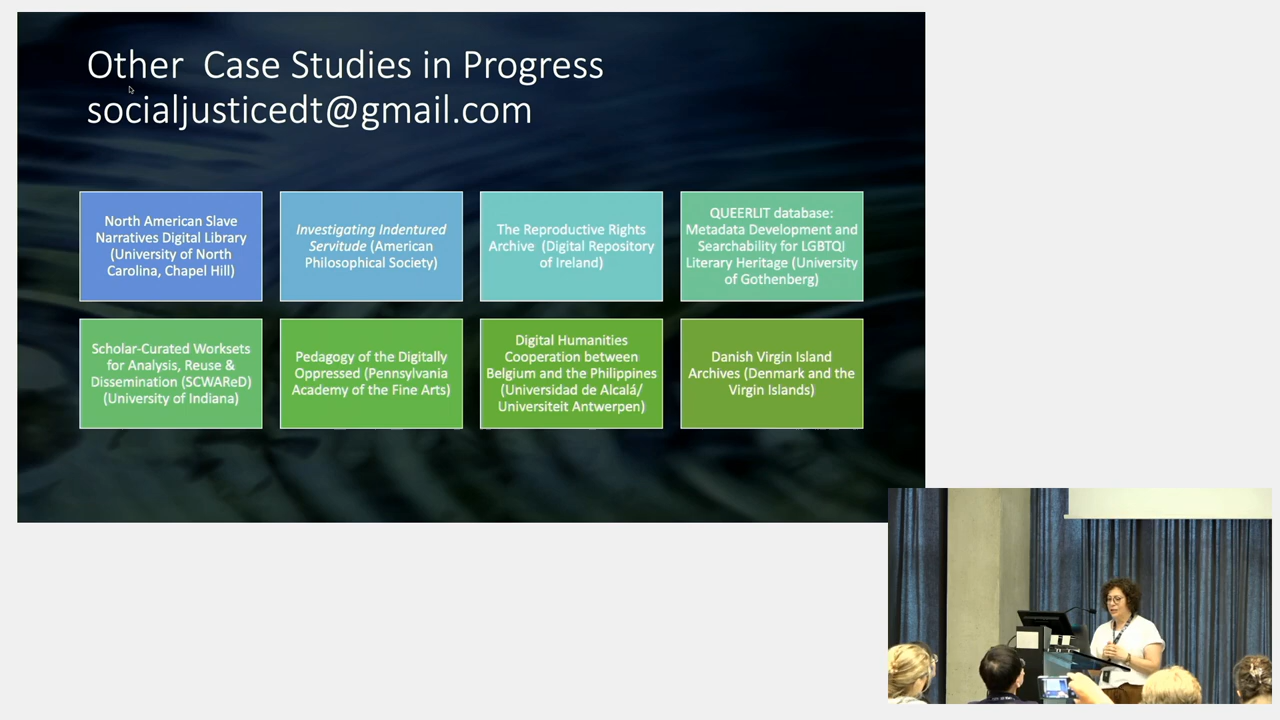 Other  Case Studies in Progress
socialjusticedt@gmail.com
North American Slave
Narratives Digital Library
(University of North
Carolina, Chapel Hill)
Investigating Indentured
Servitude (American
Philosophical Society)
The Reproductive Rights
Archive  (Digital Repository
of Ireland)
QUEERLIT database:
Metadata Development and
Searchability for LGBTQI
Literary Heritage (University
of Gothenberg)
Scholar-Curated Worksets
for Analysis, Reuse &
Dissemination (SCWAReD)
(University of Indiana)
Pedagogy of the Digitally
Oppressed (Pennsylvania
Academy of the Fine Arts)
Digital Humanities
Cooperation between
Belgium and the Philippines
(Universidad de Alcalá/
Universiteit Antwerpen)
Danish Virgin Island
Archives (Denmark and the
Virgin Islands)